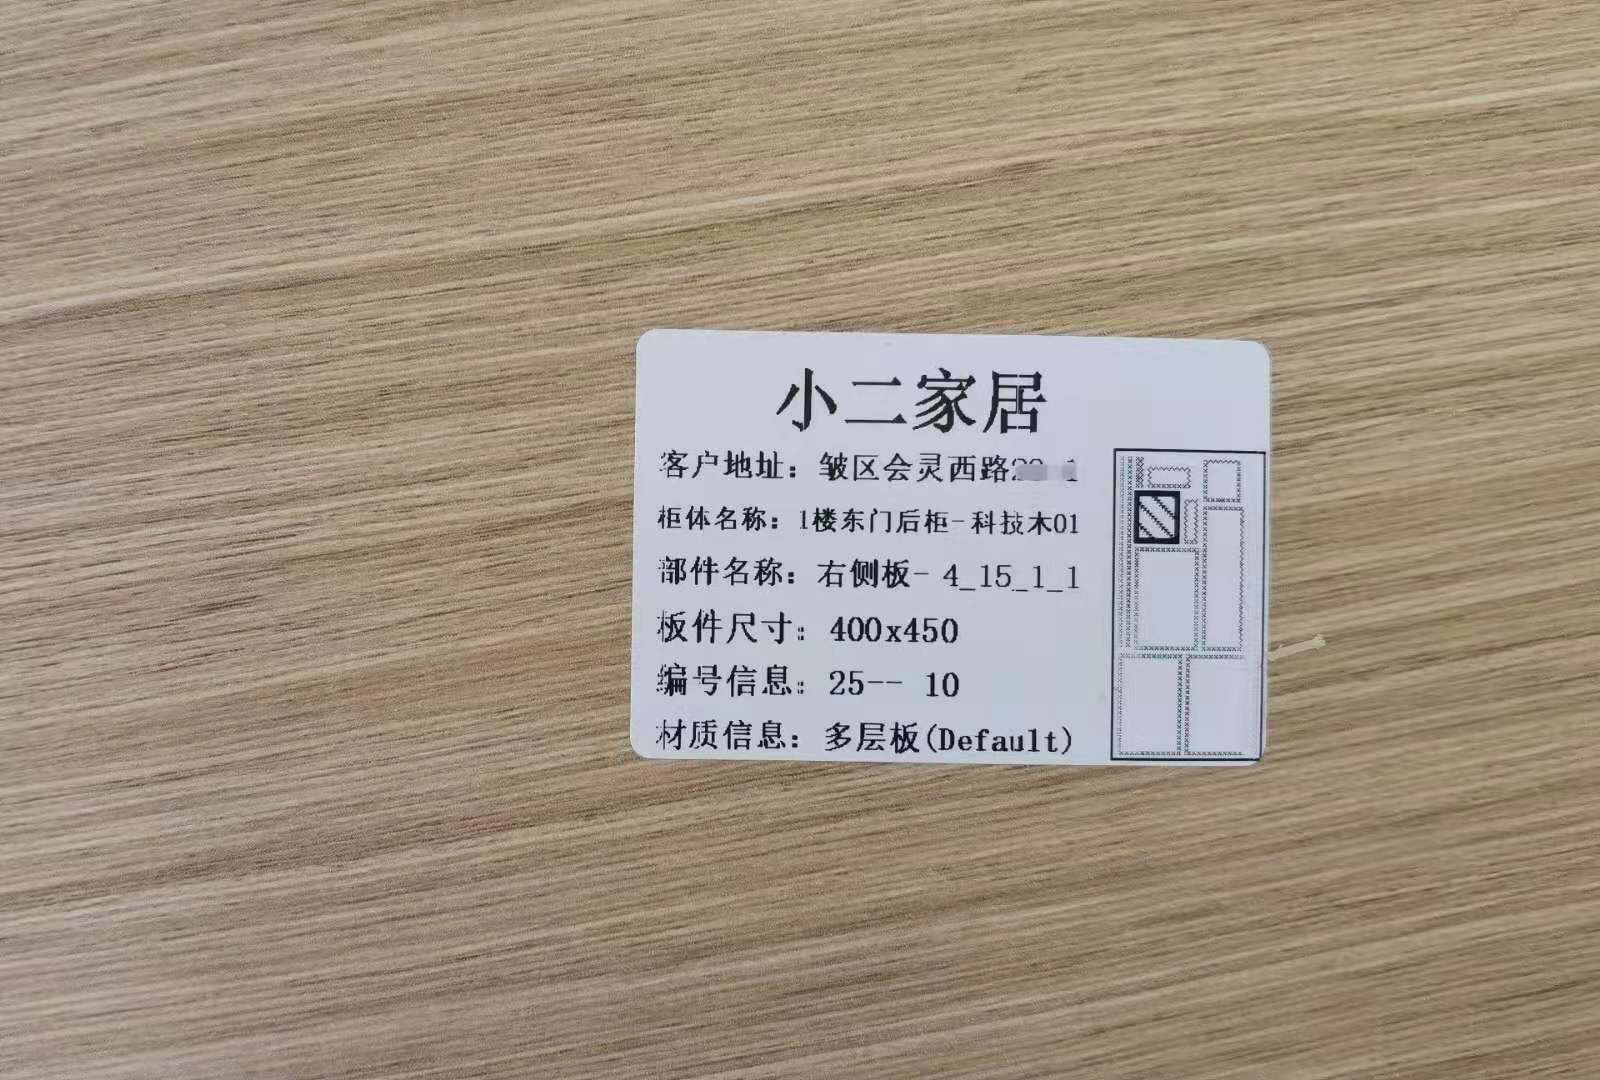 小二家居
客户地址：皱区会灵西路
柜体名称：1楼东门后柜-科技木01
部件名称：右侧板- 4_15_1_1
板件尺寸：400x450
编号信息：25-- 10
材质信息：多层板(Default)